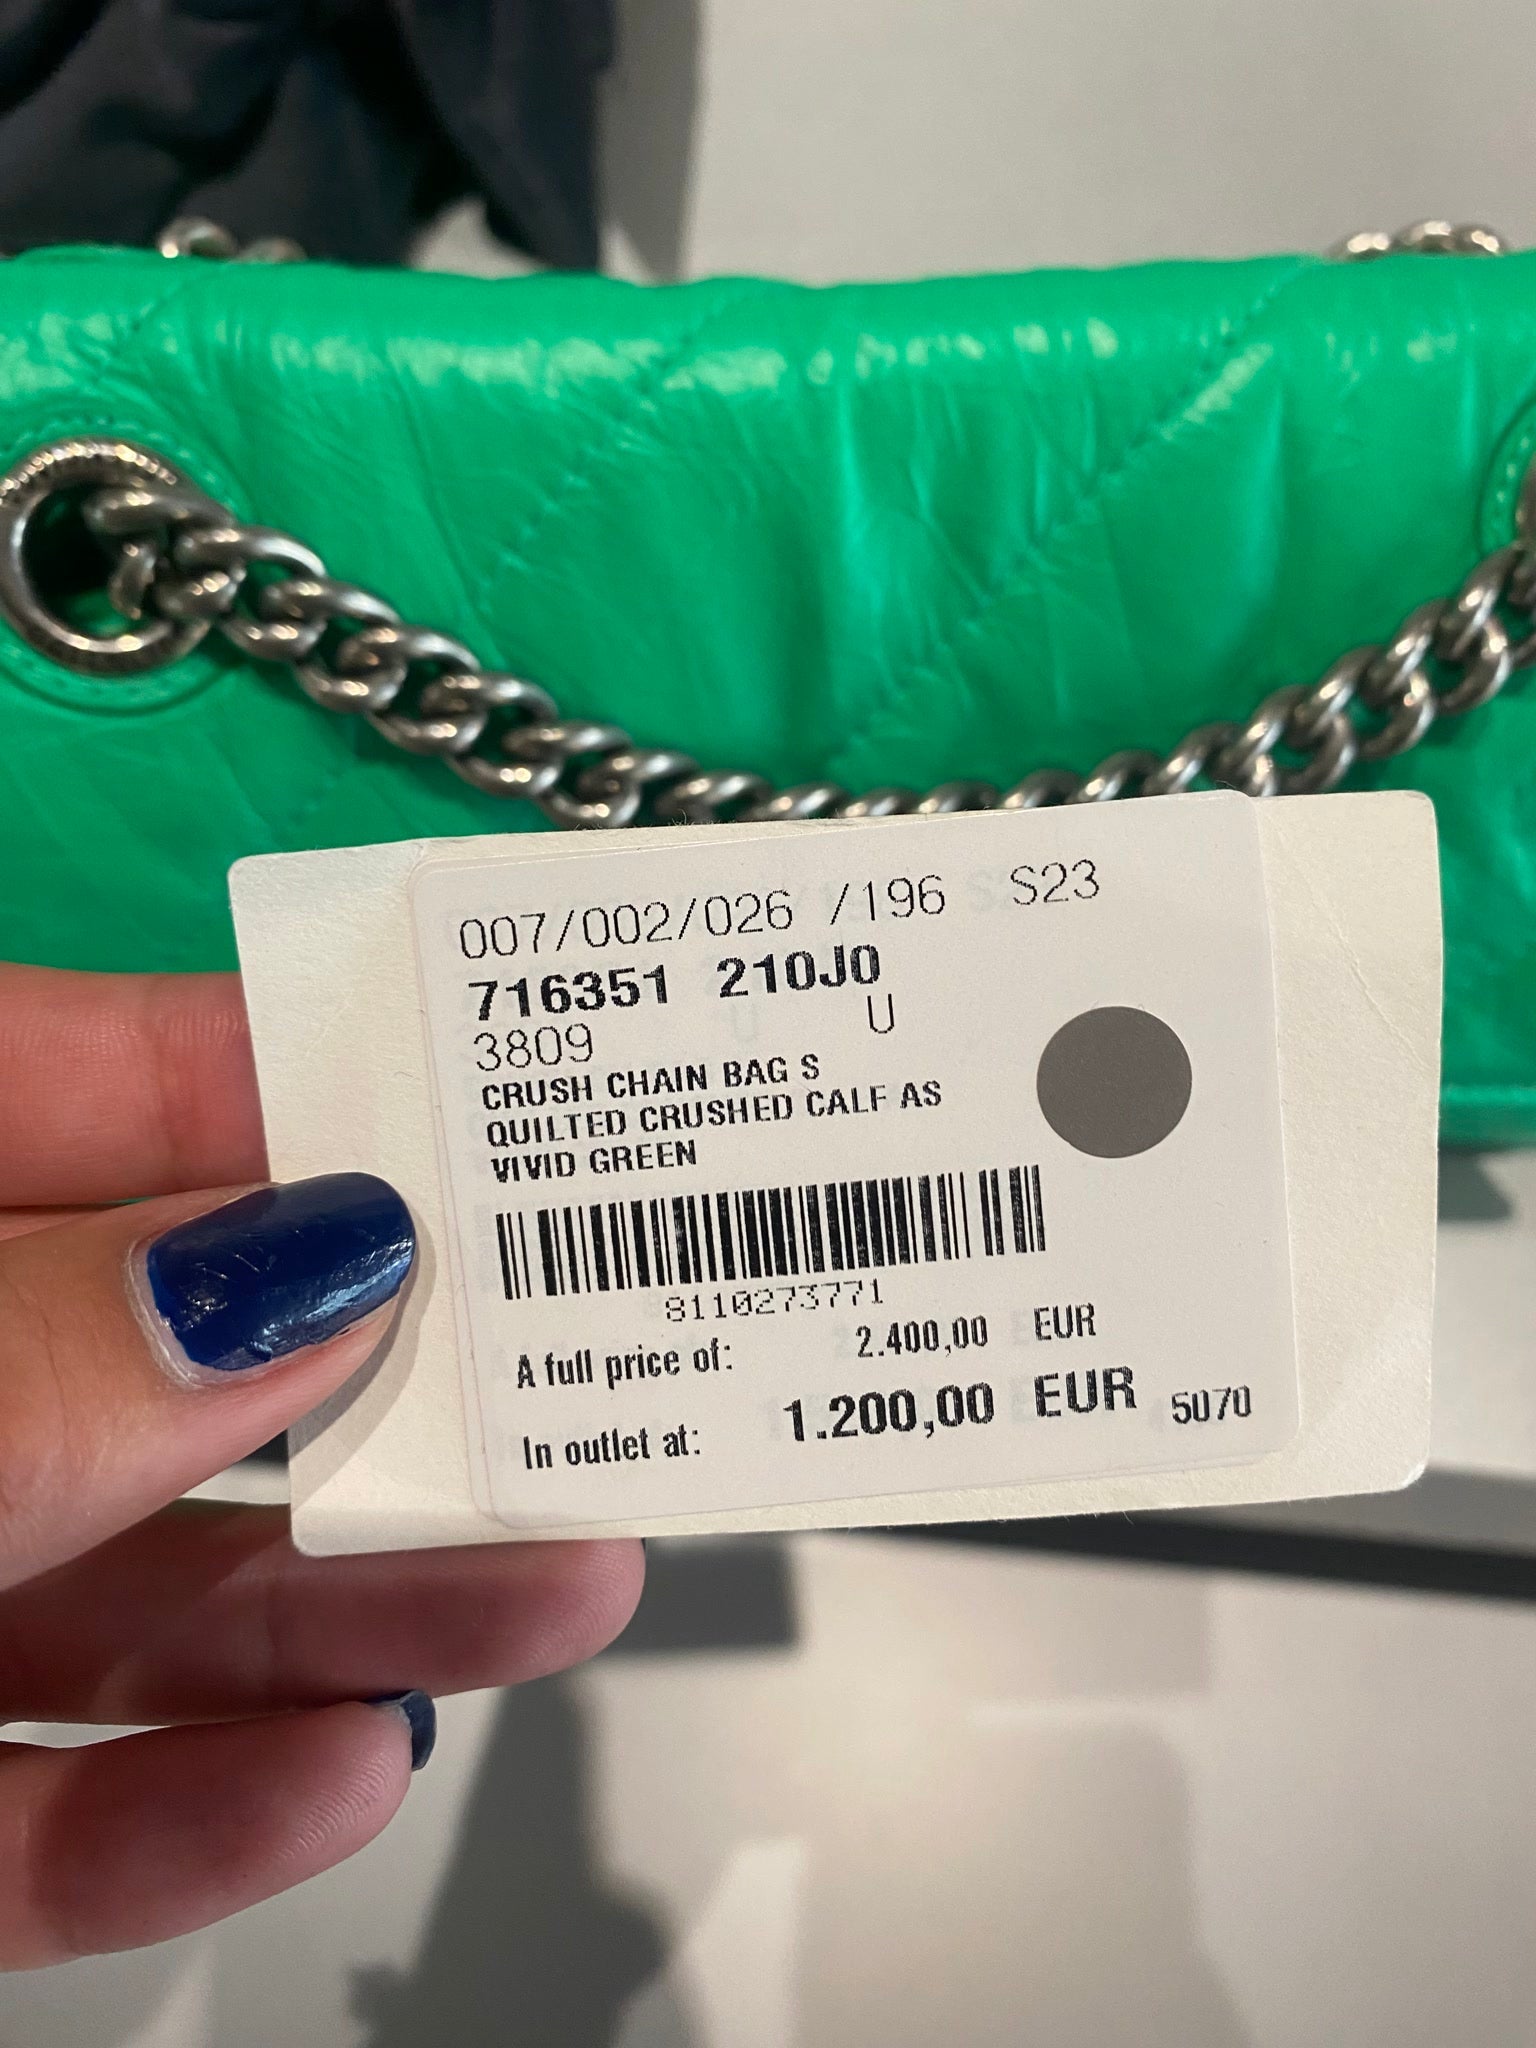 007/002/026 /196 S23
716351 210J0
3809 U
CRUSH CHAIN BAG S
QUILTED CRUSHED CALF AS
VIVID GREEN
8110273771
A full price of: 2.400,00 EUR
In outlet at: 1.200,00 EUR 5070